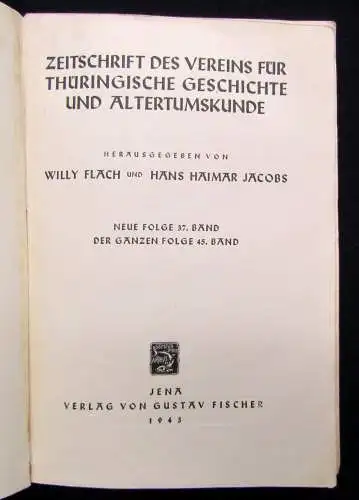 ZEITSCHRIFT DES VEREINS FÜR
THÜRINGISCHE GESCHICHTE
UND ALTERTUMSKUNDE
HERAUSGEGEBEN VON
WILLY FLACH UND HANS HAIMAR JACOBS
NEUE FOLGE 37. BAND
DER GANZEN FOLGE 45. BAND
JENA
VERLAG VON GUSTAV FISCHER
1943